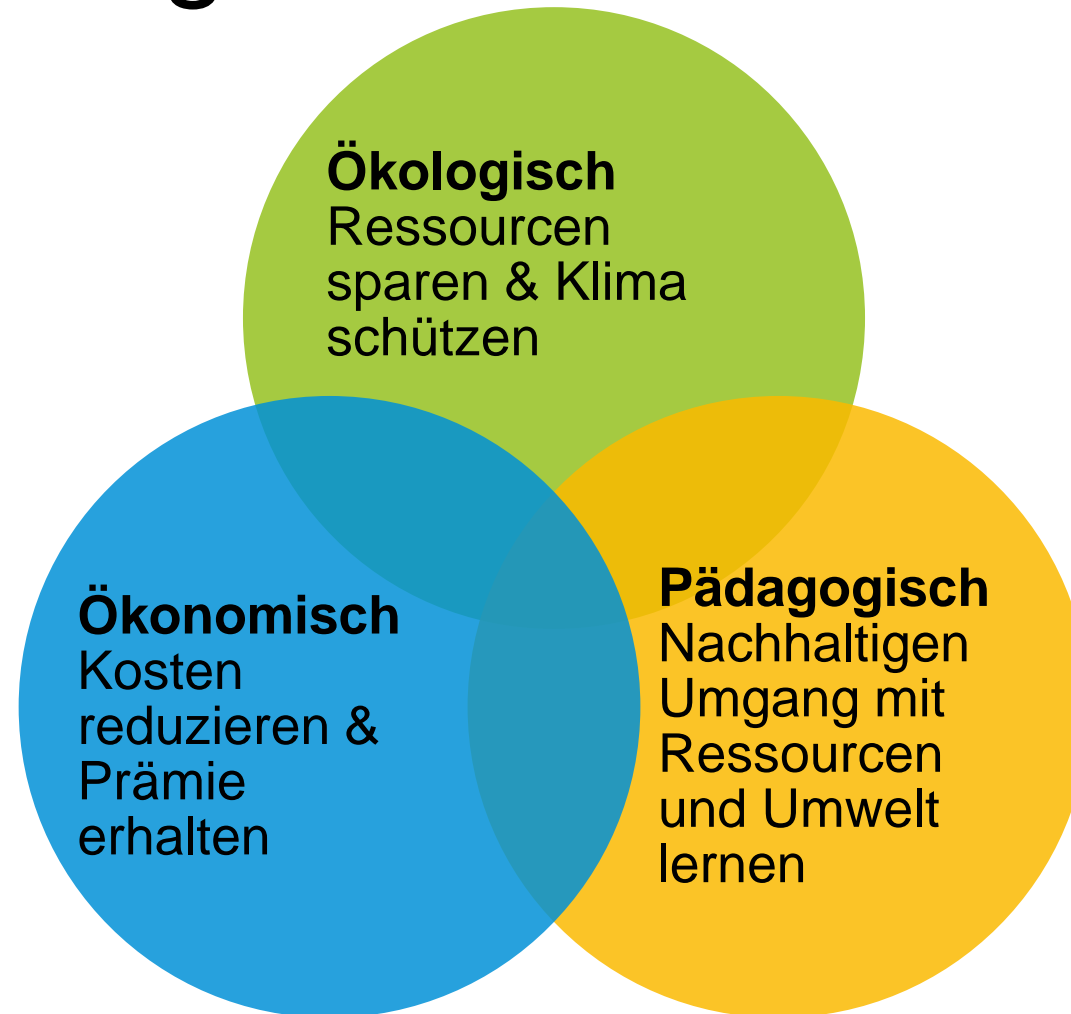 Ökologisch
Ressourcen
sparen & Klima
schützen
Ökonomisch
Kosten
reduzieren &
Prämie
erhalten
Pädagogisch
Nachhaltigen
Umgang mit
Ressourcen
und Umwelt
lernen